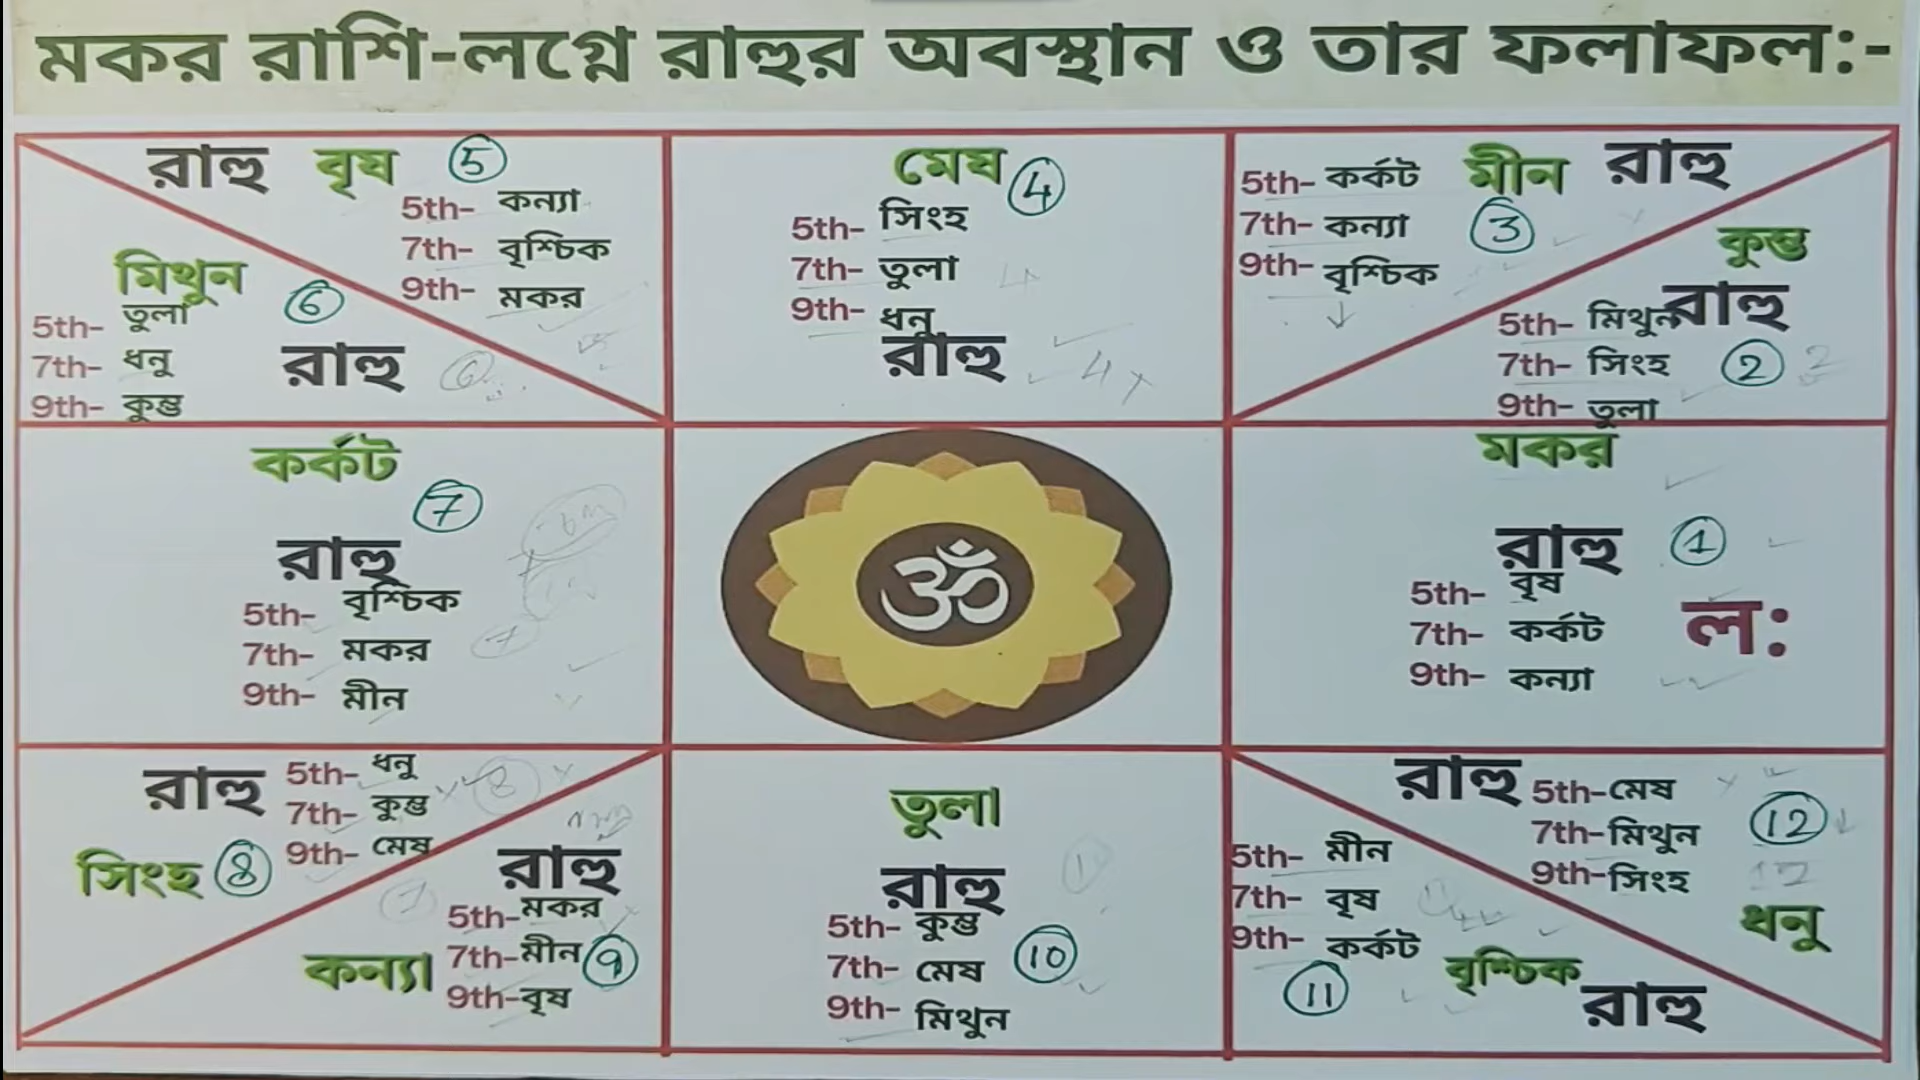 মকর রাশি-লগ্নে রাহুর অবস্থান ও তার ফলাফল:-
রাহু বৃষ 5
5th- কন্যা
7th- বৃশ্চিক
9th- মকর
মিথুন 6
5th- তুলা
7th- ধনু
9th- কুম্ভ
রাহু
মেষ 4
5th- সিংহ
7th- তুলা
9th- ধনু
রাহু
মীন রাহু
5th- কর্কট
7th- কন্যা 3
9th- বৃশ্চিক
কুম্ভ
রাহু
5th- মিথুন
7th- সিংহ 2
9th- তুলা
কর্কট
7
রাহু
5th- বৃশ্চিক
7th- মকর
9th- মীন
ॐ
মকর
রাহু 1
5th- বৃষ
7th- কর্কট
9th- কন্যা
ল:
রাহু
5th- ধনু
7th- কুম্ভ
9th- মেষ
সিংহ 8
রাহু
5th-মকর
7th-মীন 9
9th-বৃষ
কন্যা
তুলা
রাহু
5th- কুম্ভ
7th- মেষ 10
9th- মিথুন
রাহু
5th-মেষ
7th-মিথুন 12
9th-সিংহ
ধনু
5th- মীন
7th- বৃষ
9th- কর্কট
11
বৃশ্চিক
রাহু